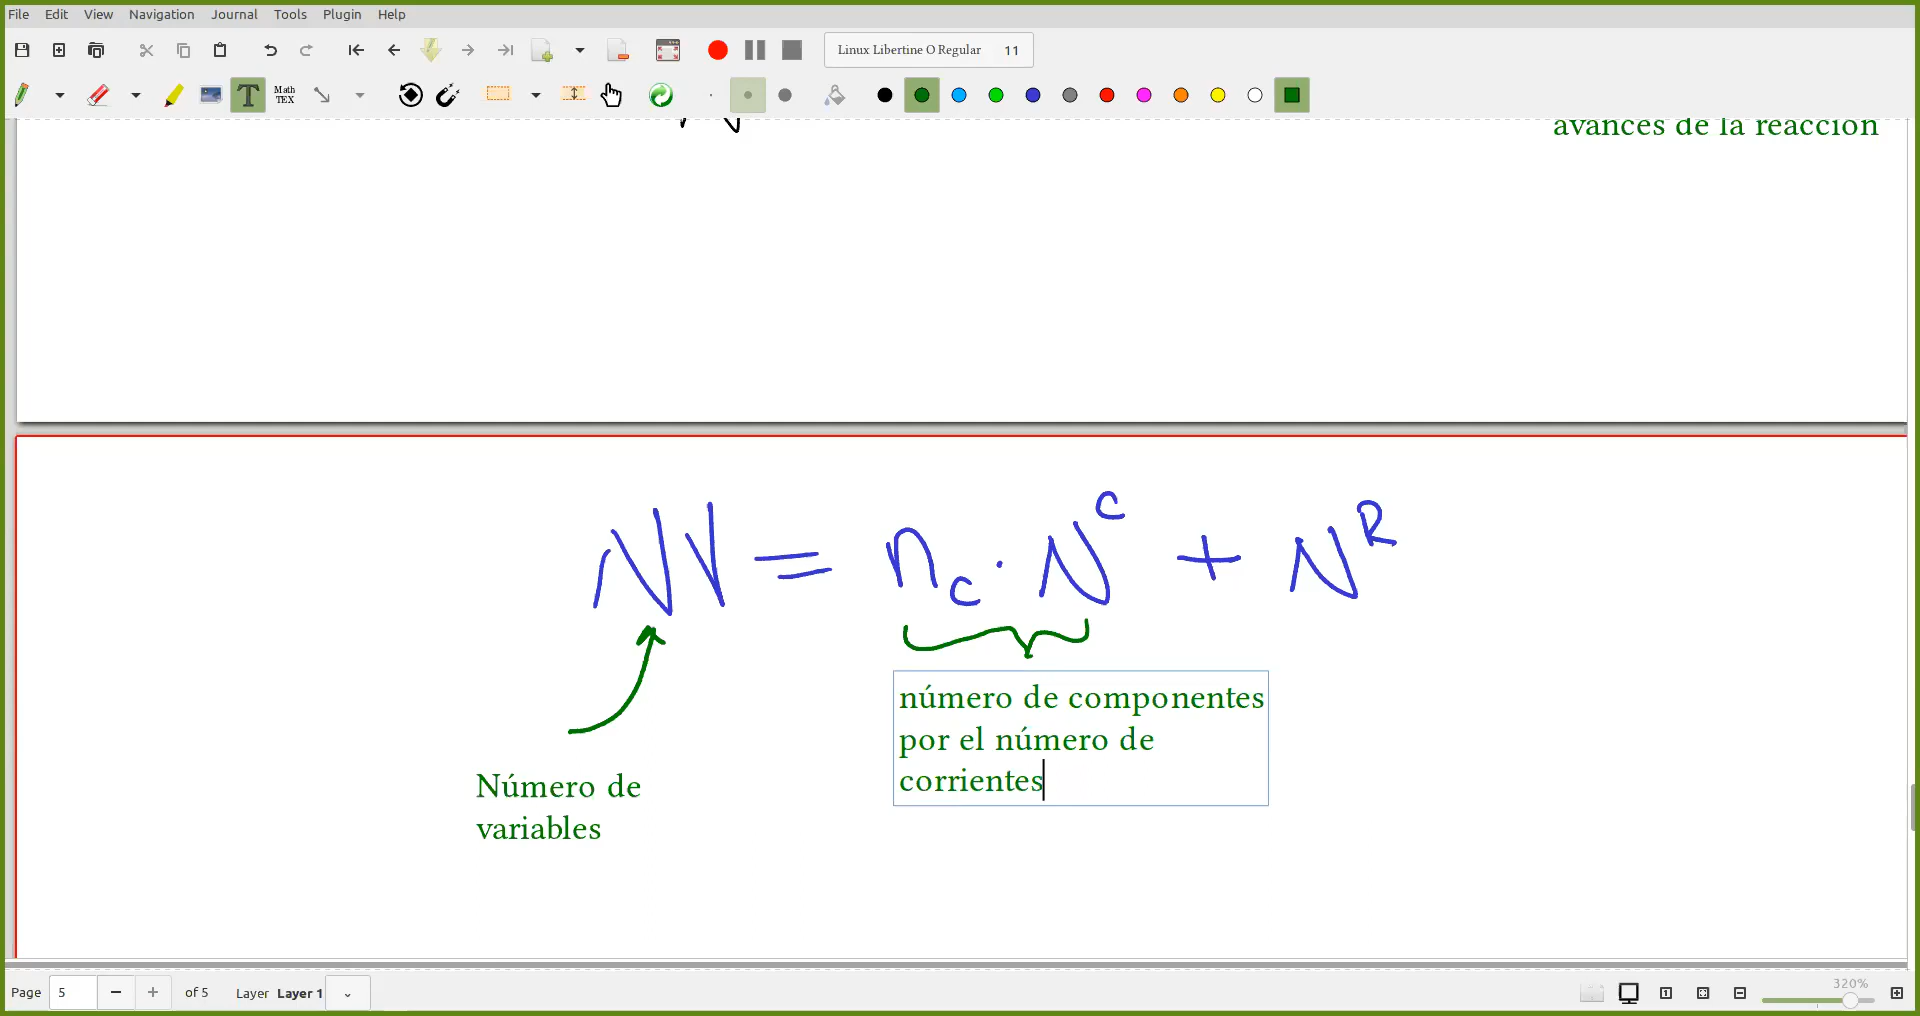 File Edit View Navigation Journal Tools Plugin Help
Linux Libertine O Regular 11
T Math TEX
avances de la reacción
NV = n_c · N^C + N^R
número de componentes
por el número de
corrientes
Número de
variables
320%
Page 5 − + of 5 Layer Layer 1